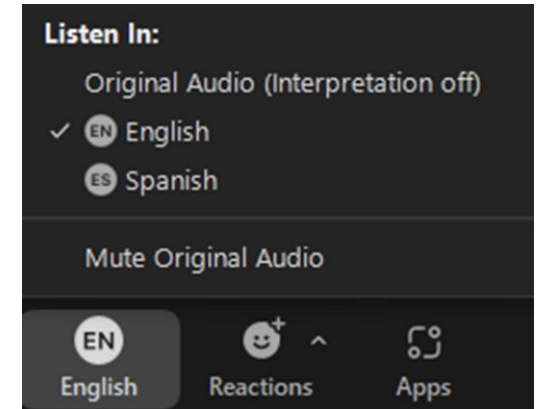 Listen In:
Original Audio (Interpretation off)
EN English
ES Spanish
Mute Original Audio
EN
English Reactions Apps